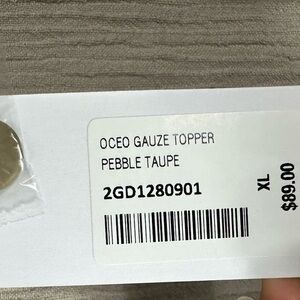 OCEO GAUZE TOPPER
PEBBLE TAUPE
2GD1280901
XL
$89.00